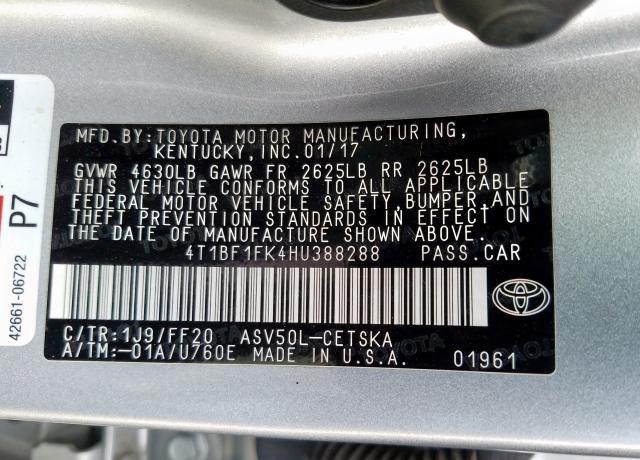 MFD.BY:TOYOTA MOTOR MANUFACTURING,
KENTUCKY,INC.01/17
GVWR 4630LB GAWR FR 2625LB RR 2625LB
THIS VEHICLE CONFORMS TO ALL APPLICABLE
FEDERAL MOTOR VEHICLE SAFETY, BUMPER,AND
THEFT PREVENTION STANDARDS IN EFFECT ON
THE DATE OF MANUFACTURE SHOWN ABOVE.
4T1BF1FK4HU388288 PASS.CAR
C/TR:1J9/FF20 ASV50L-CETSKA
A/TM:-01A/U760E MADE IN U.S.A. 01961
P7
42661-06722